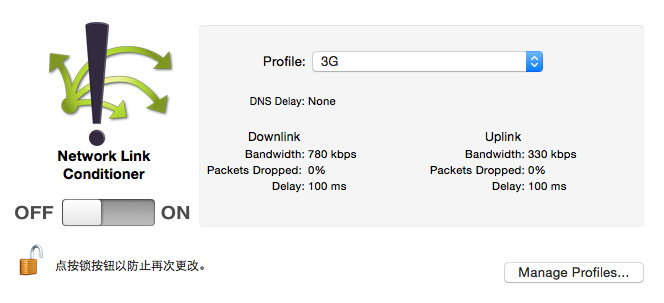 Network Link
Conditioner
OFF ON
点按锁按钮以防止再次更改。
Profile: 3G
DNS Delay: None
Downlink
Bandwidth: 780 kbps
Packets Dropped: 0%
Delay: 100 ms
Uplink
Bandwidth: 330 kbps
Packets Dropped: 0%
Delay: 100 ms
Manage Profiles...